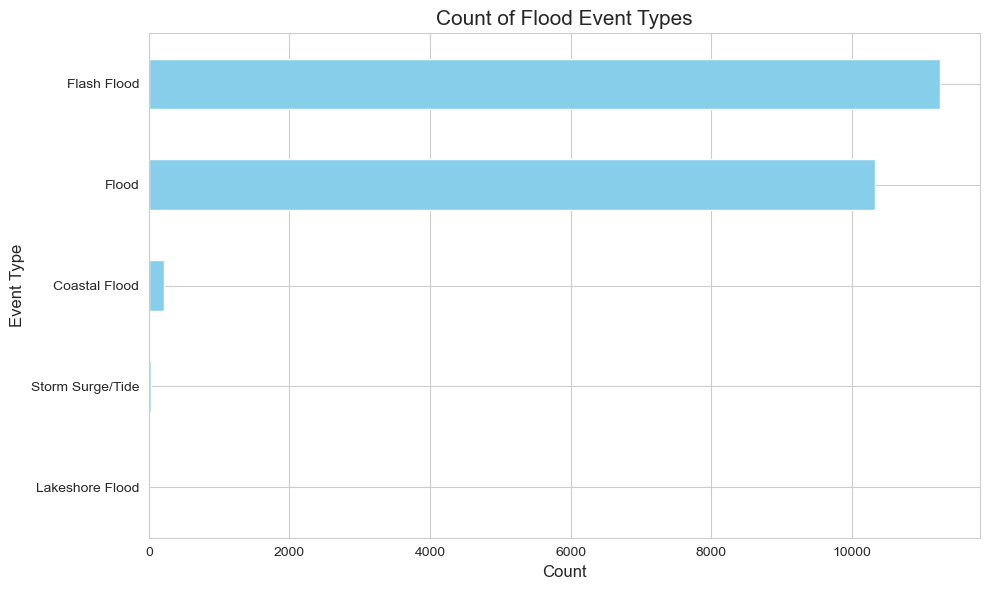 Count of Flood Event Types
Flash Flood
Flood
Coastal Flood
Storm Surge/Tide
Lakeshore Flood
Event Type
0 2000 4000 6000 8000 10000
Count